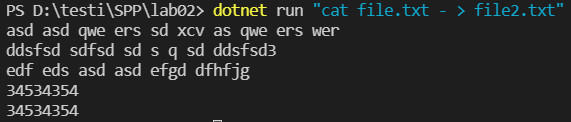 PS D:\testi\SPP\lab02> dotnet run "cat file.txt - > file2.txt"
asd asd qwe ers sd xcv as qwe ers wer
ddsfsd sdfsd sd s q sd ddsfsd3
edf eds asd asd efgd dfhfjg
34534354
34534354